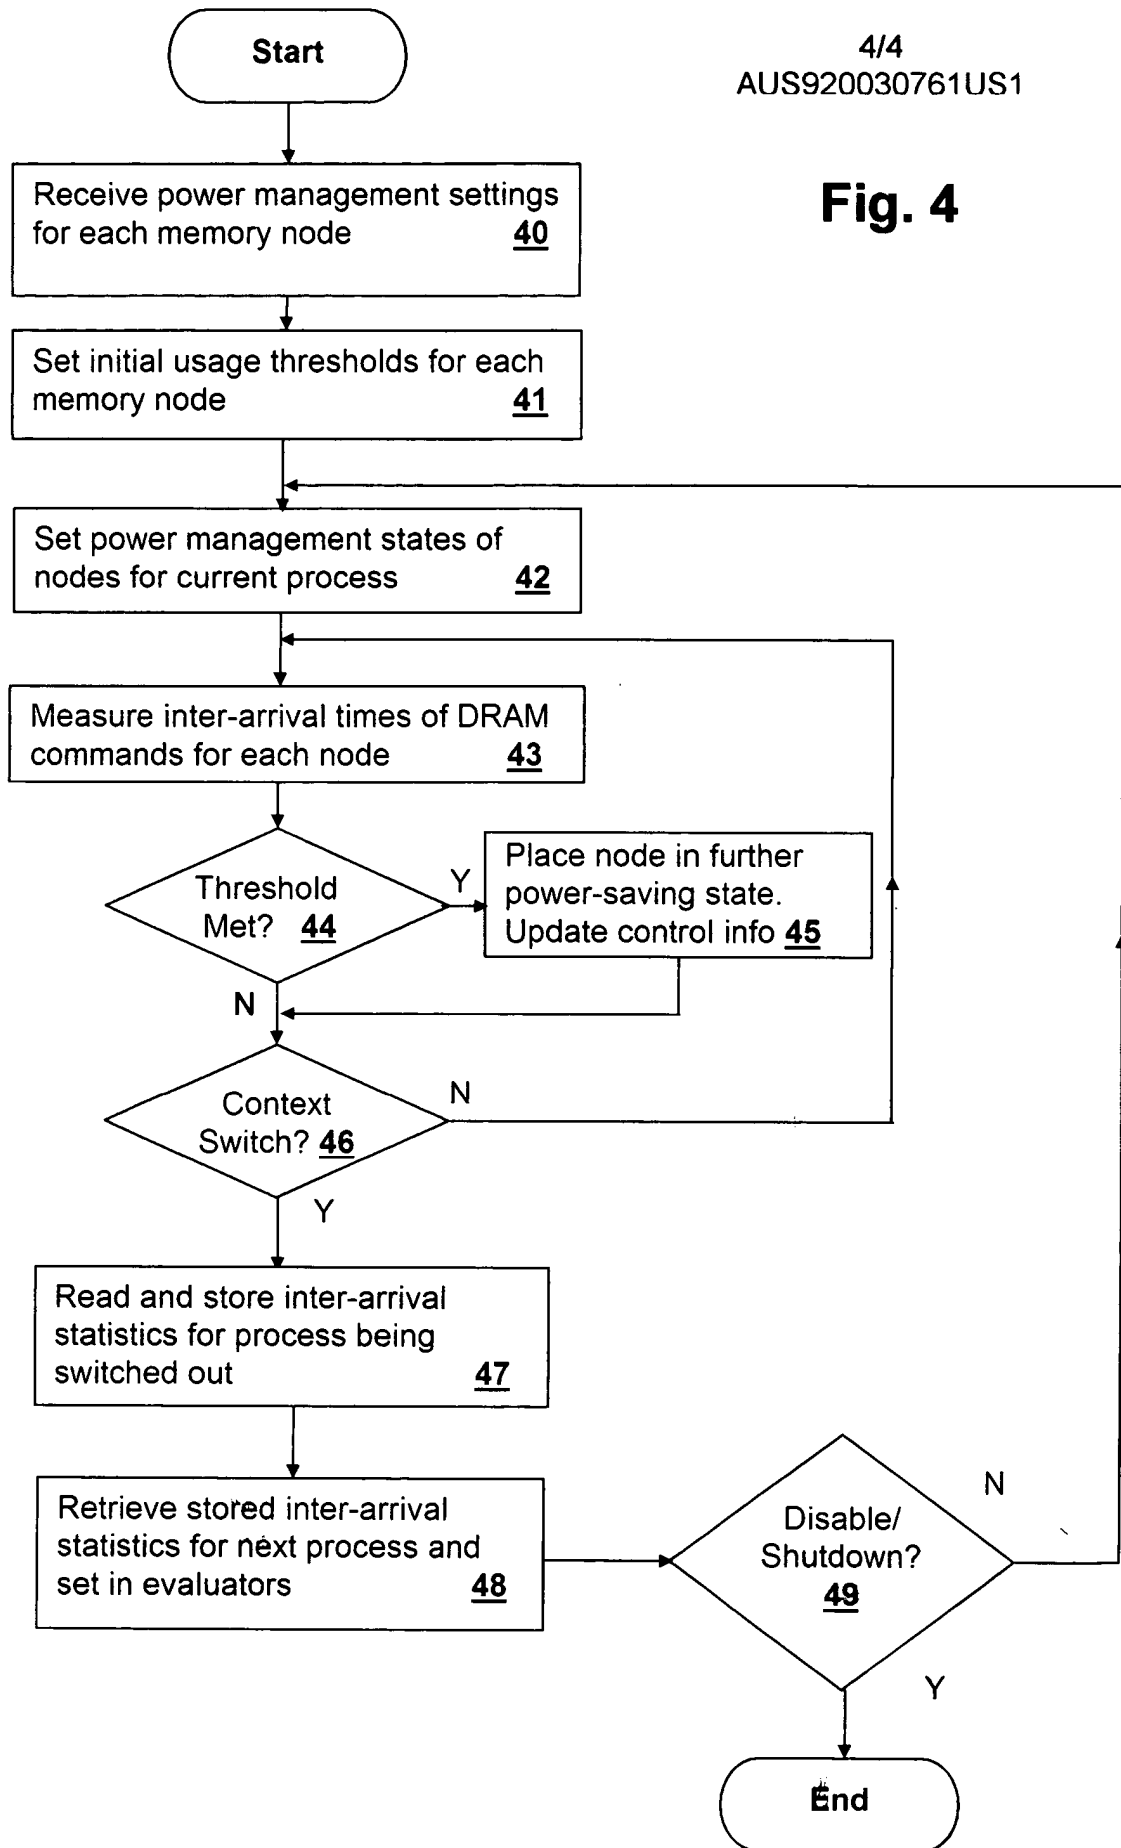 Start
4/4
AUS920030761US1
Fig. 4
Receive power management settings
for each memory node 40
Set initial usage thresholds for each
memory node 41
Set power management states of
nodes for current process 42
Measure inter-arrival times of DRAM
commands for each node 43
Threshold
Met? 44
Y
Place node in further
power-saving state.
Update control info 45
N
Context
Switch? 46
N
Y
Read and store inter-arrival
statistics for process being
switched out 47
Retrieve stored inter-arrival
statistics for next process and
set in evaluators 48
Disable/
Shutdown?
49
N
Y
End